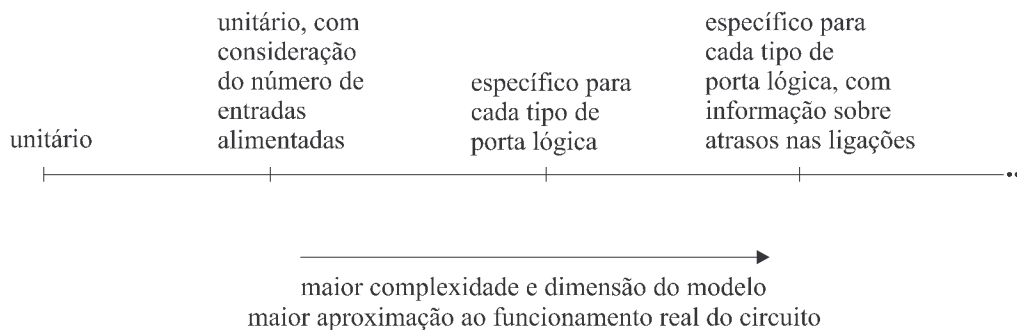 unitário
unitário, com
consideração
do número de
entradas
alimentadas
específico para
cada tipo de
porta lógica
específico para
cada tipo de
porta lógica, com
informação sobre
atrasos nas ligações
maior complexidade e dimensão do modelo
maior aproximação ao funcionamento real do circuito